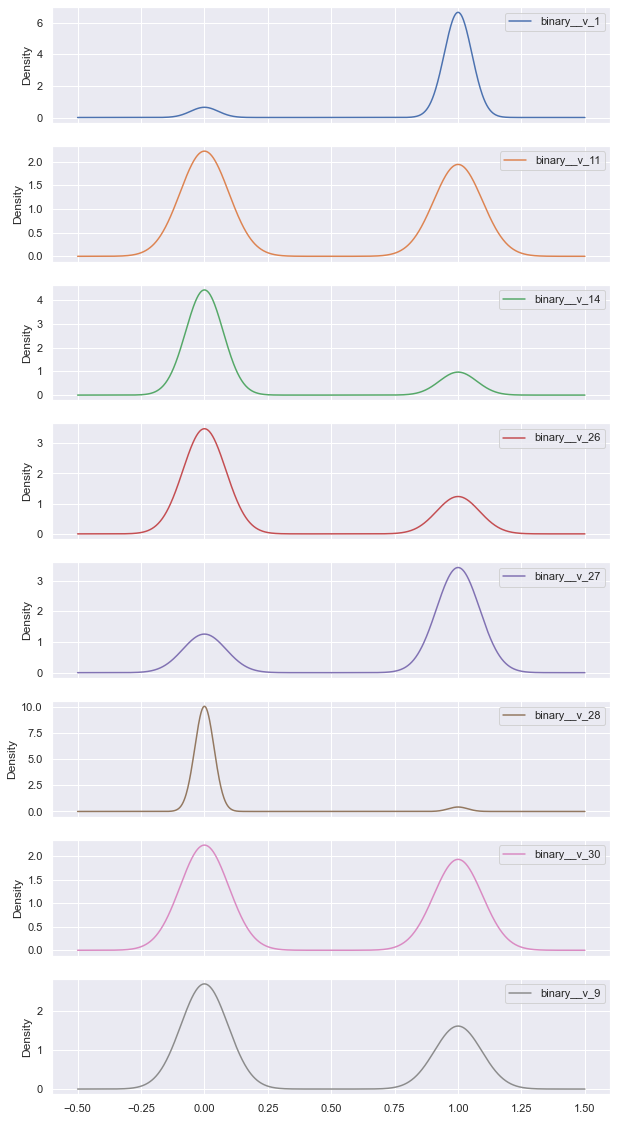 6
4
2
0
Density
binary__v_1
2.0
1.5
1.0
0.5
0.0
Density
binary__v_11
4
3
2
1
0
Density
binary__v_14
3
2
1
0
Density
binary__v_26
3
2
1
0
Density
binary__v_27
10.0
7.5
5.0
2.5
0.0
Density
binary__v_28
2.0
1.5
1.0
0.5
0.0
Density
binary__v_30
2
1
0
Density
binary__v_9
−0.50 −0.25 0.00 0.25 0.50 0.75 1.00 1.25 1.50